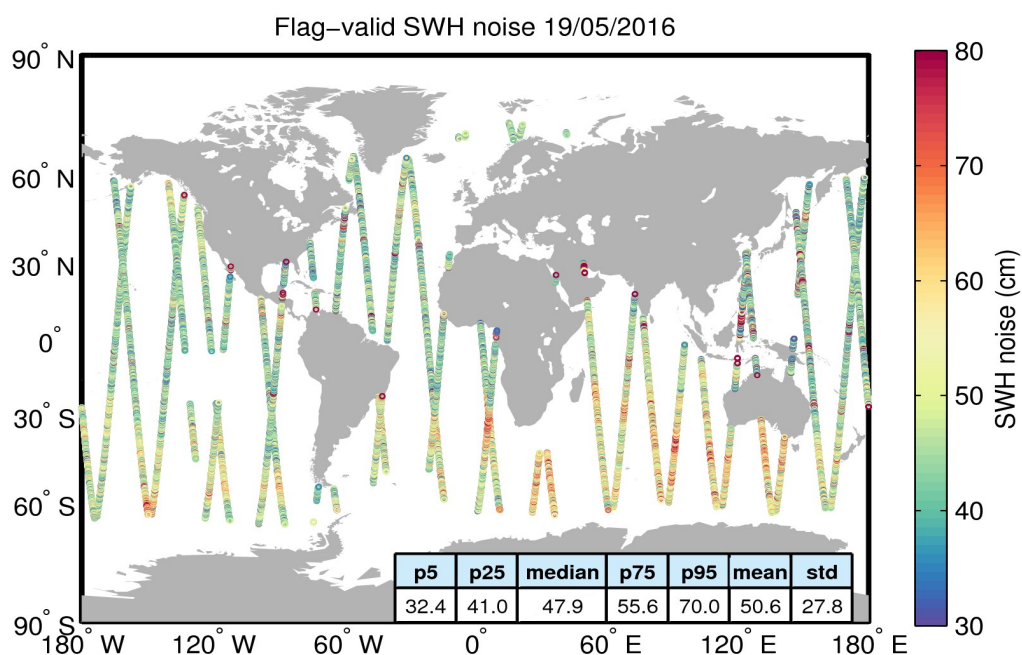 Flag−valid SWH noise 19/05/2016
90° N
60° N
30° N
0°
30° S
60° S
90° S
180° W
120° W
60° W
0°
60° E
120° E
180° E
p5 p25 median p75 p95 mean std
32.4 41.0 47.9 55.6 70.0 50.6 27.8
80
70
60
50
40
30
SWH noise (cm)